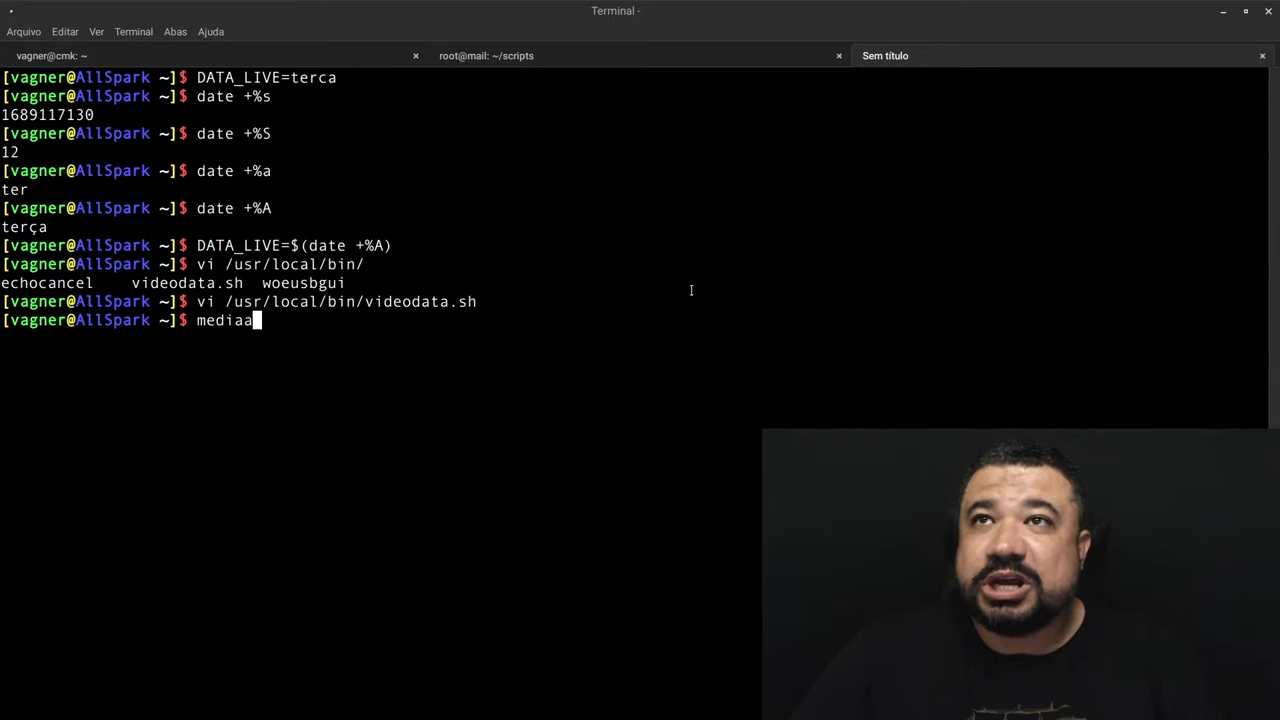 Terminal -
Arquivo Editar Ver Terminal Abas Ajuda
vagner@cmk: ~ × root@mail: ~/scripts × Sem título ×
[vagner@AllSpark ~]$ DATA_LIVE=terca
[vagner@AllSpark ~]$ date +%s
1689117130
[vagner@AllSpark ~]$ date +%S
12
[vagner@AllSpark ~]$ date +%a
ter
[vagner@AllSpark ~]$ date +%A
terça
[vagner@AllSpark ~]$ DATA_LIVE=$(date +%A)
[vagner@AllSpark ~]$ vi /usr/local/bin/
echocancel videodata.sh woeusbgui
[vagner@AllSpark ~]$ vi /usr/local/bin/videodata.sh
[vagner@AllSpark ~]$ mediaa